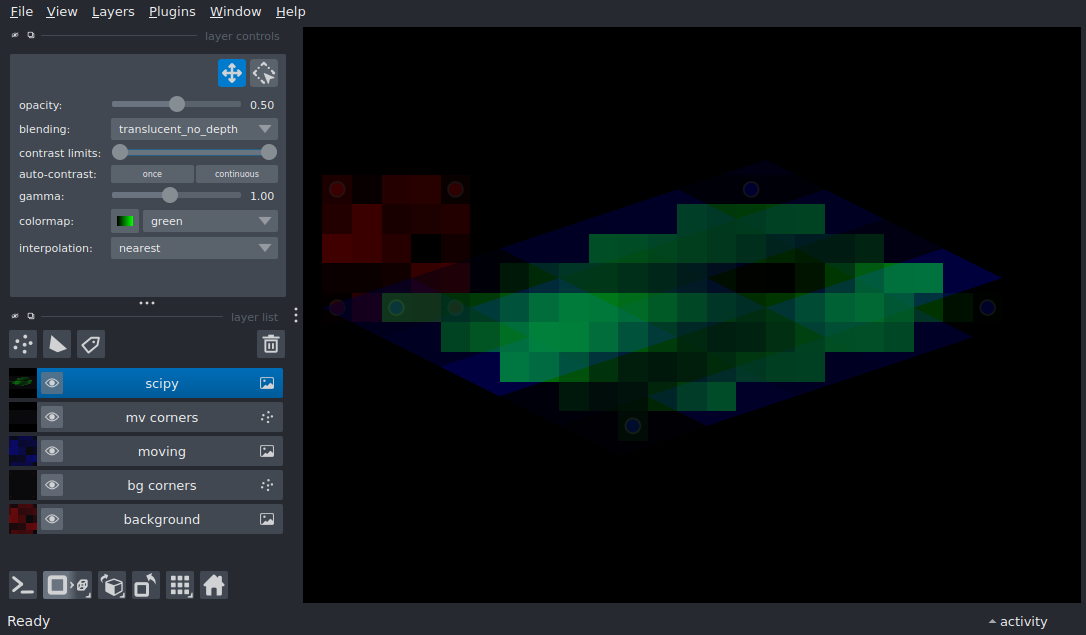 File View Layers Plugins Window Help
layer controls
opacity: 0.50
blending: translucent_no_depth
contrast limits:
auto-contrast: once continuous
gamma: 1.00
colormap: green
interpolation: nearest
layer list
scipy
mv corners
moving
bg corners
background
Ready activity